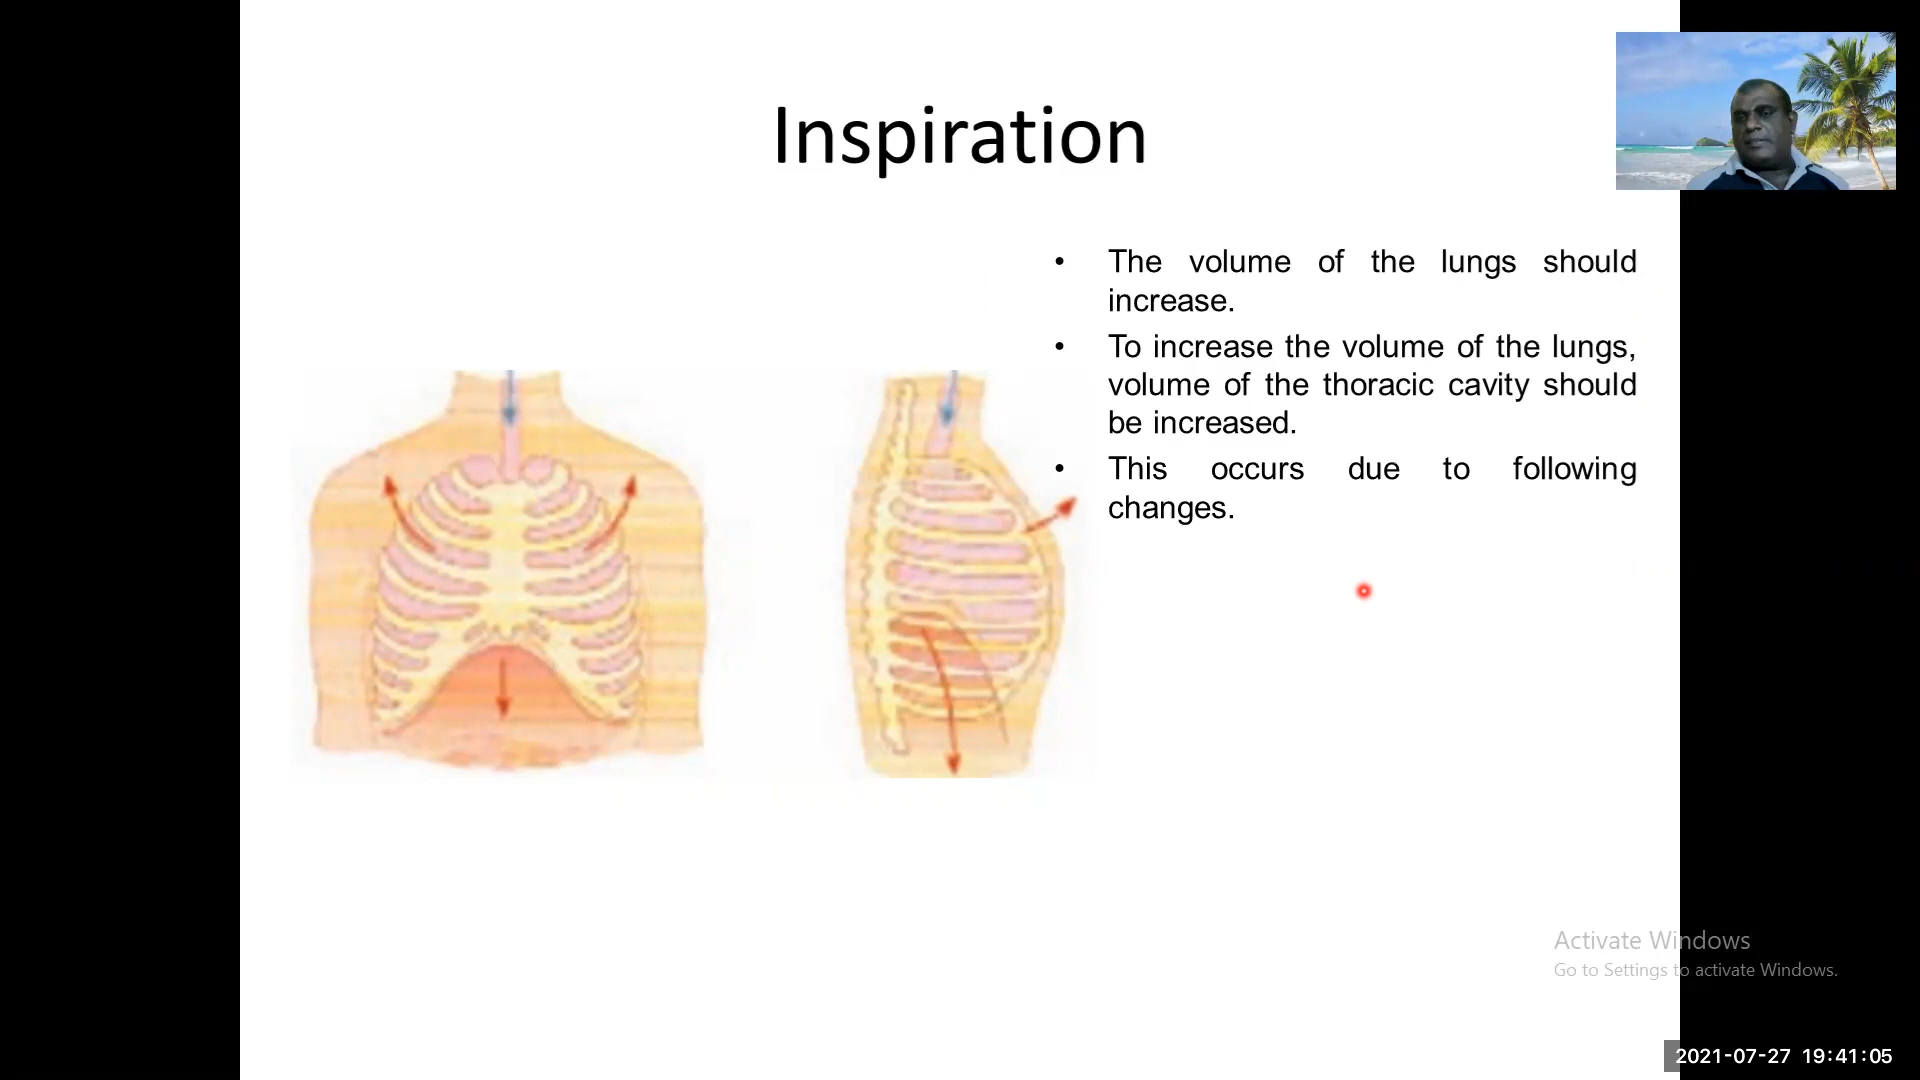 Inspiration
• The volume of the lungs should
increase.
• To increase the volume of the lungs,
volume of the thoracic cavity should
be increased.
• This occurs due to following
changes.
Activate Windows
Go to Settings to activate Windows.
2021-07-27 19:41:05